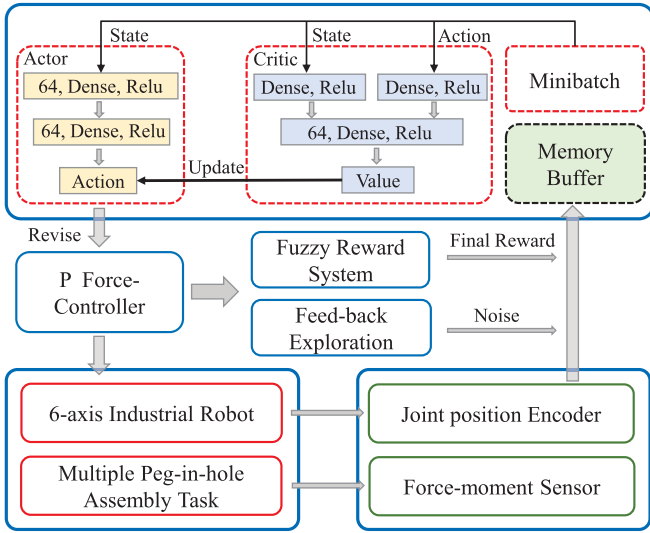 State
State
Action
Actor
64, Dense, Relu
64, Dense, Relu
Action
Critic
Dense, Relu
Dense, Relu
64, Dense, Relu
Value
Update
Minibatch
Memory
Buffer
Revise
P Force-
Controller
Fuzzy Reward
System
Final Reward
Feed-back
Exploration
Noise
6-axis Industrial Robot
Joint position Encoder
Multiple Peg-in-hole
Assembly Task
Force-moment Sensor